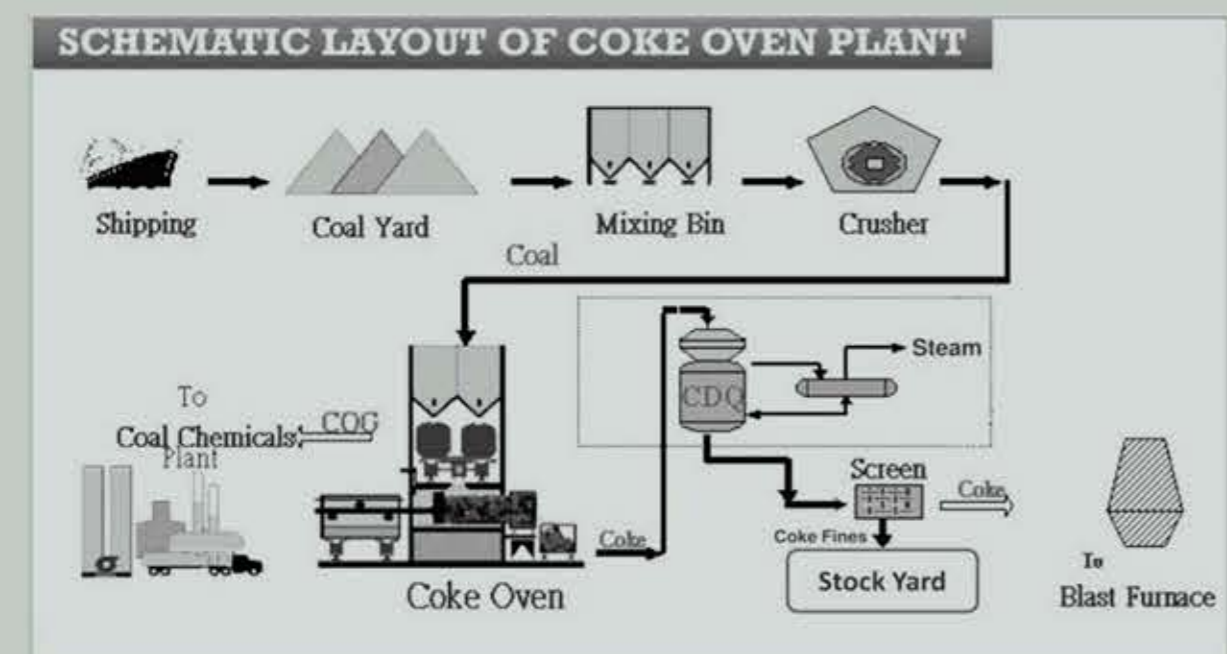 SCHEMATIC LAYOUT OF COKE OVEN PLANT
Shipping
Coal Yard
Mixing Bin
Crusher
Coal
Steam
CDQ
To
Coal Chemicals
Plant
COG
Screen
Coke
Coke
Coke Fines
Stock Yard
Coke Oven
To
Blast Furnace